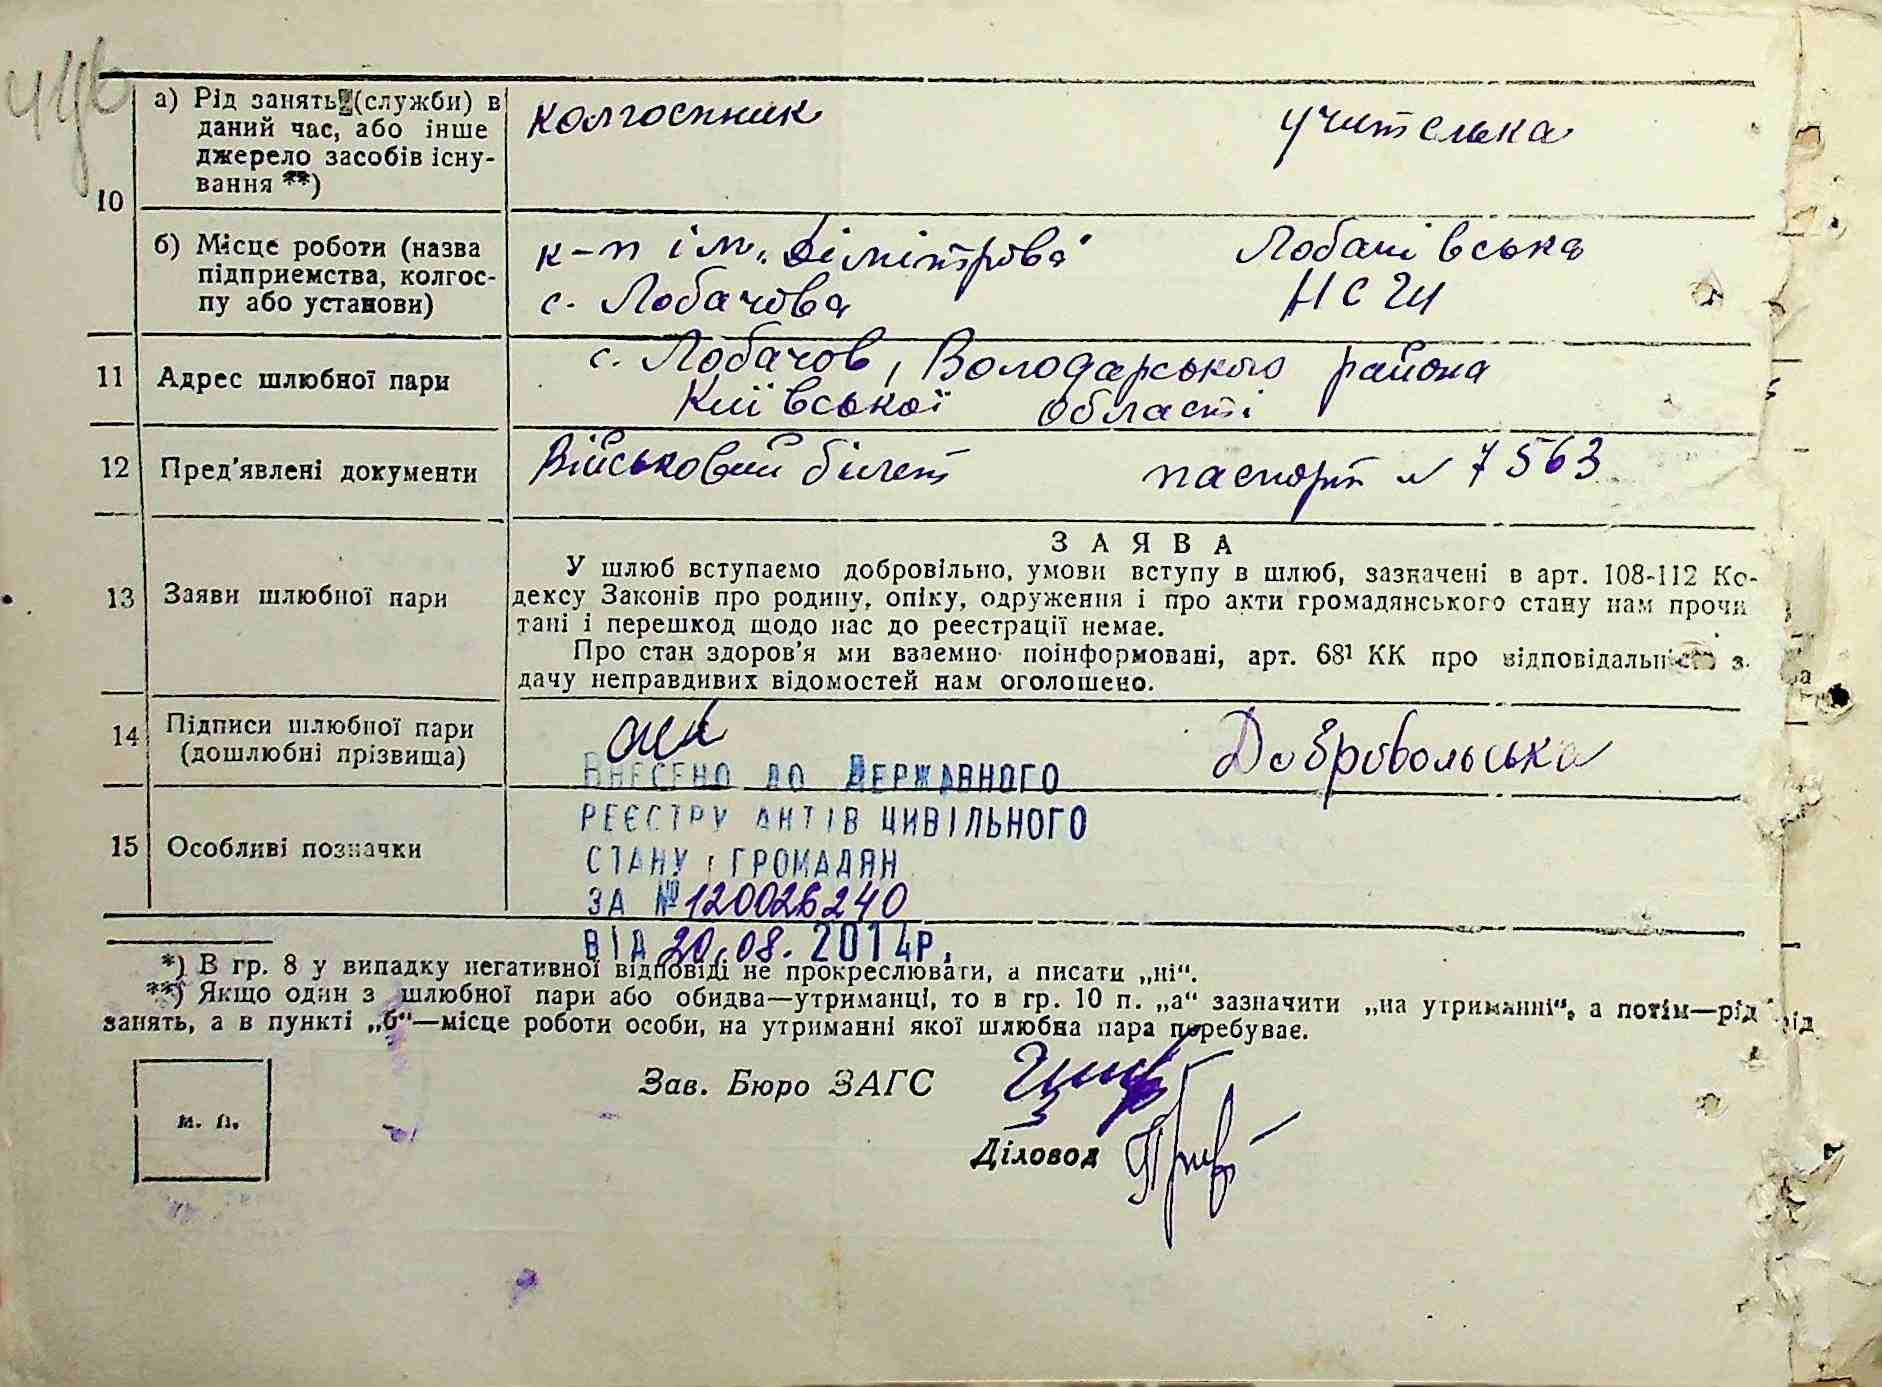 10
а) Рід занять (служби) в
даний час, або інше
джерело засобів існу-
вання **)
колгоспник учителька
б) Місце роботи (назва
підприємства, колгос-
пу або установи)
к-п ім. Дімітрова Лобачівська
с. Лобачова НСШ
11 Адрес шлюбної пари
с. Лобачов, Володарського района
Київської області
12 Пред'явлені документи
Військовий білет паспорт N 7563
13 Заяви шлюбної пари
ЗАЯВА
У шлюб вступаємо добровільно, умови вступу в шлюб, зазначені в арт. 108-112 Ко-
дексу Законів про родину, опіку, одруження і про акти громадянського стану нам прочи
тані і перешкод щодо нас до реєстрації немає.
Про стан здоров'я ми взаємно поінформовані, арт. 68¹ КК про відповідальність з
дачу неправдивих відомостей нам оголошено.
14 Підписи шлюбної пари
(дошлюбні прізвища)
Добровольська
ВНЕСЕНО ДО ДЕРЖАВНОГО
РЕЄСТРУ АКТІВ ЦИВІЛЬНОГО
СТАНУ ГРОМАДЯН
ЗА № 120026240
ВІД 20.08.2014р.
15 Особливі позначки
*) В гр. 8 у випадку негативної відповіді не прокреслювати, а писати „ні“.
**) Якщо один з шлюбної пари або обидва—утриманці, то в гр. 10 п. „а“ зазначити „на утриманні“, а потім—рід
занять, а в пункті „б“—місце роботи особи, на утриманні якої шлюбна пара перебуває.
м. п.
Зав. Бюро ЗАГС
Діловод